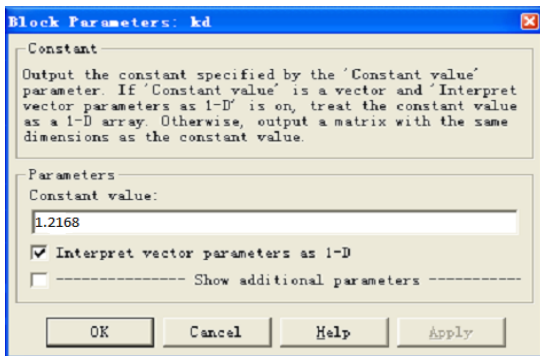 Block Parameters: kd
Constant
Output the constant specified by the 'Constant value'
parameter. If 'Constant value' is a vector and 'Interpret
vector parameters as 1-D' is on, treat the constant value
as a 1-D array. Otherwise, output a matrix with the same
dimensions as the constant value.
Parameters
Constant value:
1.2168
Interpret vector parameters as 1-D
--------------- Show additional parameters -----------
OK Cancel Help Apply